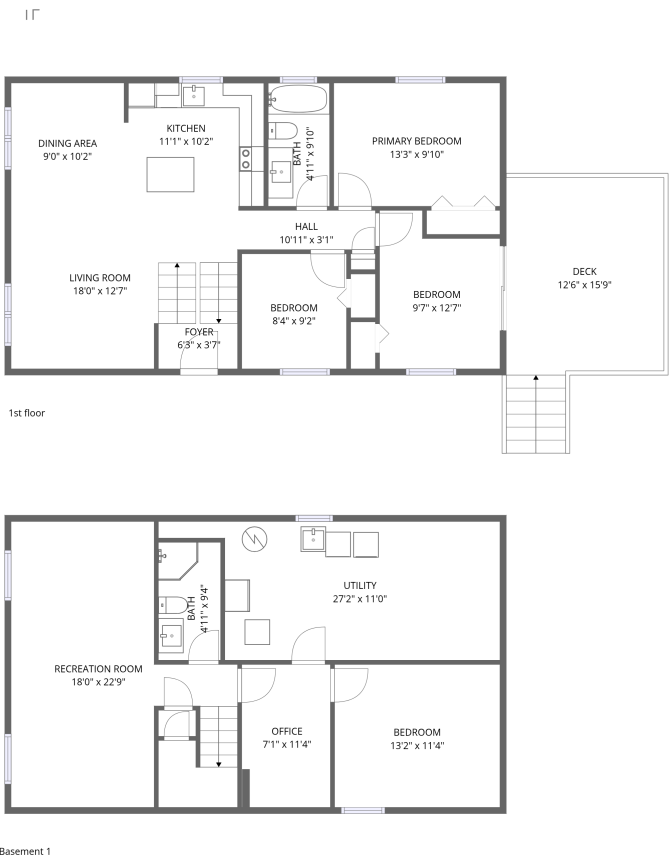 KITCHEN
11'1" x 10'2"
DINING AREA
9'0" x 10'2"
BATH
4'11" x 9'10"
PRIMARY BEDROOM
13'3" x 9'10"
HALL
10'11" x 3'1"
LIVING ROOM
18'0" x 12'7"
BEDROOM
8'4" x 9'2"
BEDROOM
9'7" x 12'7"
DECK
12'6" x 15'9"
FOYER
6'3" x 3'7"
1st floor
UTILITY
27'2" x 11'0"
BATH
4'11" x 9'4"
RECREATION ROOM
18'0" x 22'9"
OFFICE
7'1" x 11'4"
BEDROOM
13'2" x 11'4"
Basement 1